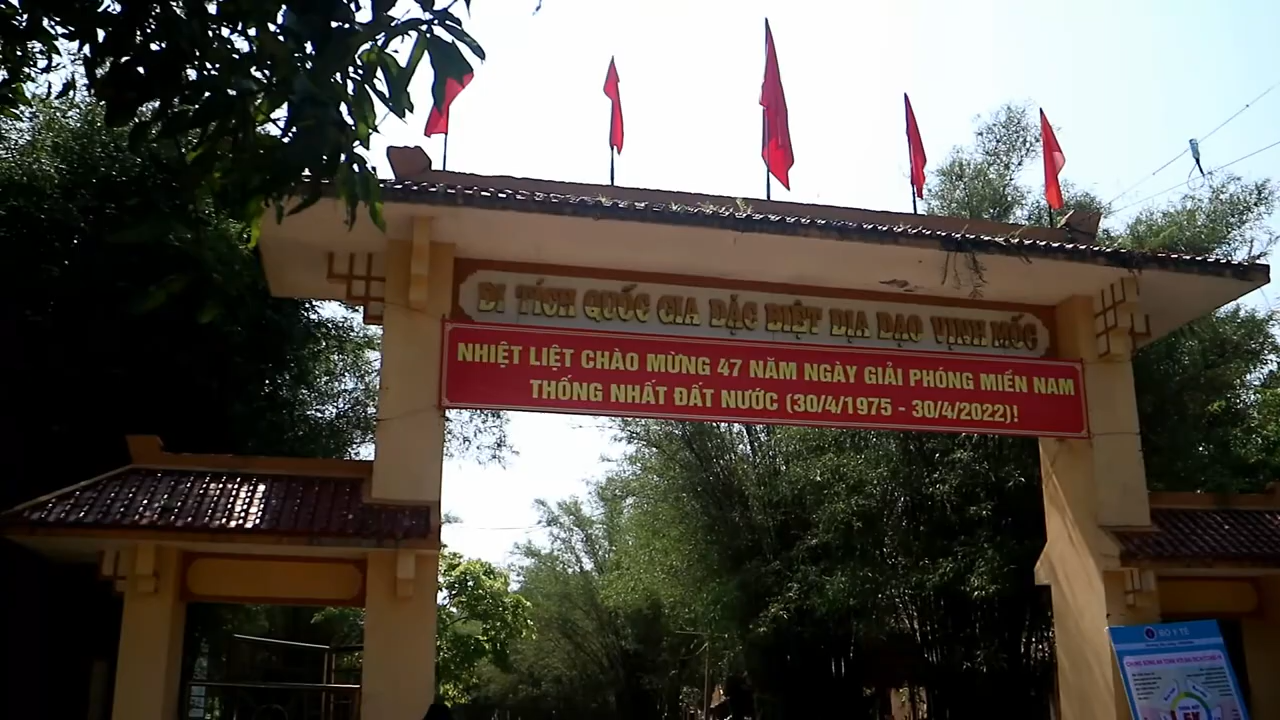 DI TÍCH QUỐC GIA ĐẶC BIỆT ĐỊA ĐẠO VỊNH MỐC
NHIỆT LIỆT CHÀO MỪNG 47 NĂM NGÀY GIẢI PHÓNG MIỀN NAM
THỐNG NHẤT ĐẤT NƯỚC (30/4/1975 - 30/4/2022)!
BỘ Y TẾ